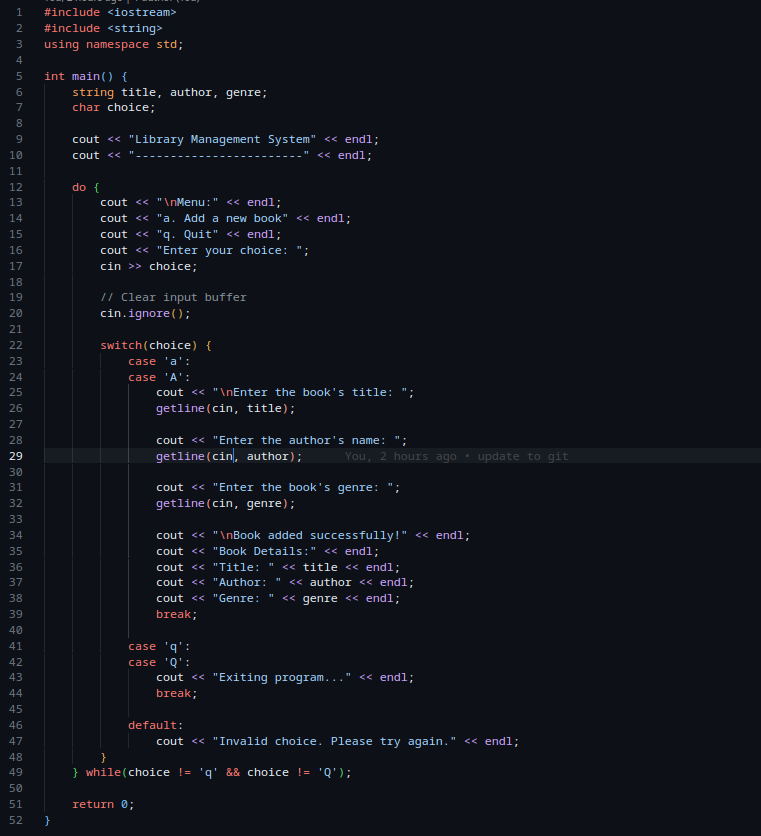 1 #include <iostream>
2 #include <string>
3 using namespace std;
4
5 int main() {
6     string title, author, genre;
7     char choice;
8
9     cout << "Library Management System" << endl;
10     cout << "------------------------" << endl;
11
12     do {
13         cout << "\nMenu:" << endl;
14         cout << "a. Add a new book" << endl;
15         cout << "q. Quit" << endl;
16         cout << "Enter your choice: ";
17         cin >> choice;
18
19         // Clear input buffer
20         cin.ignore();
21
22         switch(choice) {
23             case 'a':
24             case 'A':
25                 cout << "\nEnter the book's title: ";
26                 getline(cin, title);
27
28                 cout << "Enter the author's name: ";
29                 getline(cin, author);     You, 2 hours ago • update to git
30
31                 cout << "Enter the book's genre: ";
32                 getline(cin, genre);
33
34                 cout << "\nBook added successfully!" << endl;
35                 cout << "Book Details:" << endl;
36                 cout << "Title: " << title << endl;
37                 cout << "Author: " << author << endl;
38                 cout << "Genre: " << genre << endl;
39                 break;
40
41             case 'q':
42             case 'Q':
43                 cout << "Exiting program..." << endl;
44                 break;
45
46             default:
47                 cout << "Invalid choice. Please try again." << endl;
48         }
49     } while(choice != 'q' && choice != 'Q');
50
51     return 0;
52 }